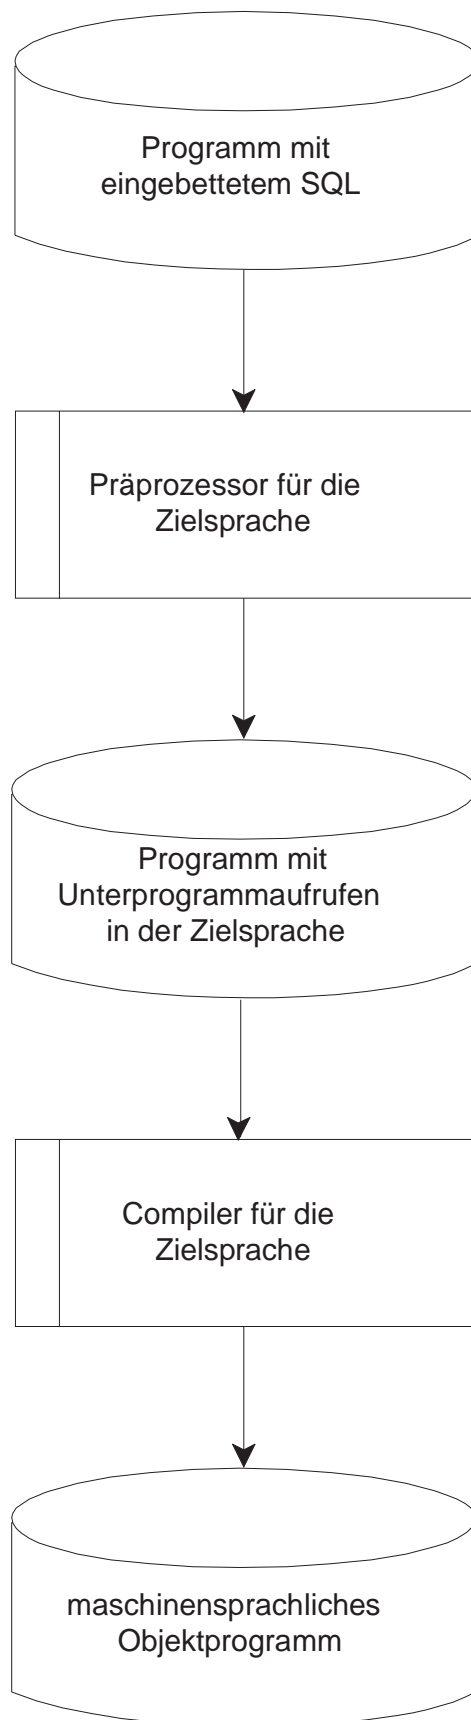 Programm mit
eingebettetem SQL
Präprozessor für die
Zielsprache
Programm mit
Unterprogrammaufrufen
in der Zielsprache
Compiler für die
Zielsprache
maschinensprachliches
Objektprogramm